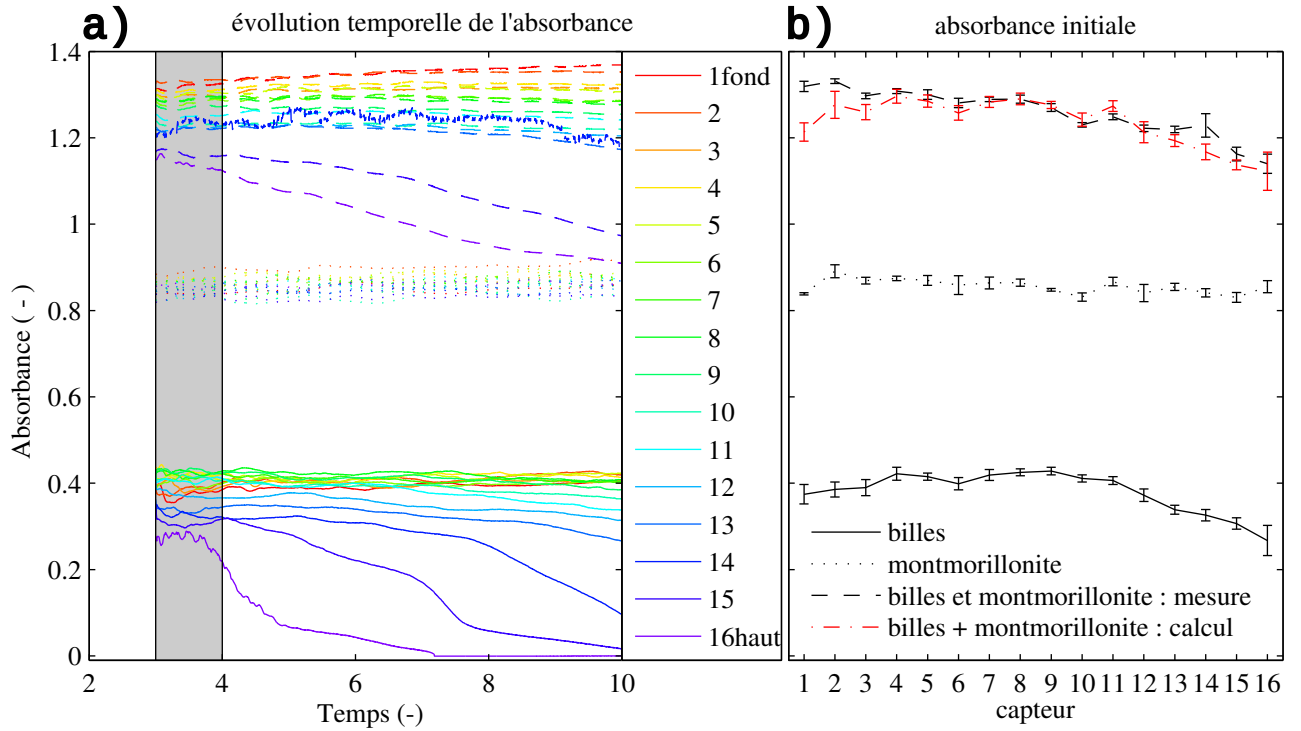 a)
évollution temporelle de l'absorbance
Absorbance ( - )
1.4
1.2
1
0.8
0.6
0.4
0.2
0
2
4
6
8
10
Temps (-)
1fond
2
3
4
5
6
7
8
9
10
11
12
13
14
15
16haut
b)
absorbance initiale
billes
montmorillonite
billes et montmorillonite : mesure
billes + montmorillonite : calcul
1 2 3 4 5 6 7 8 9 10 11 12 13 14 15 16
capteur